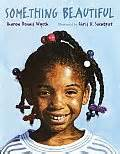 SOMETHING BEAUTIFUL
Sharon Dennis Wyeth Illustrated by Chris K. Soentpiet